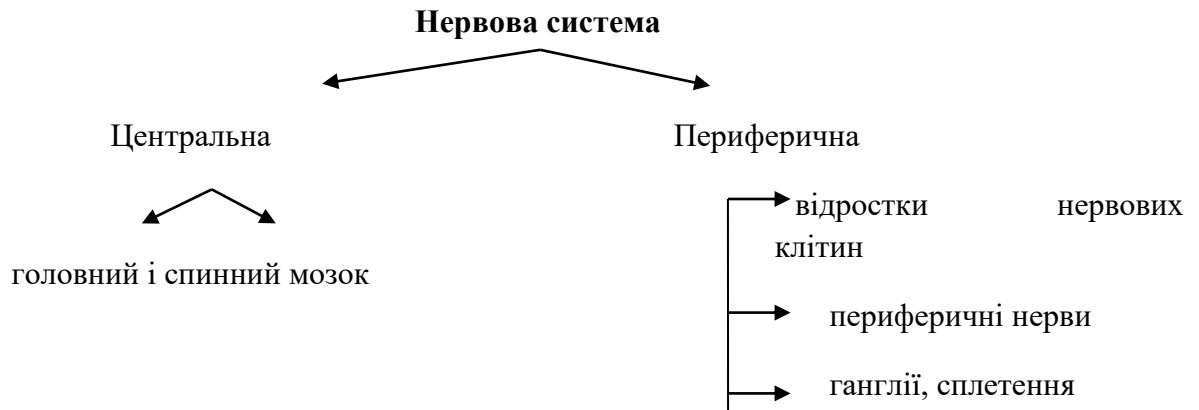 Нервова система
Центральна
Периферична
відростки нервових
клітин
головний і спинний мозок
периферичні нерви
ганглії, сплетення